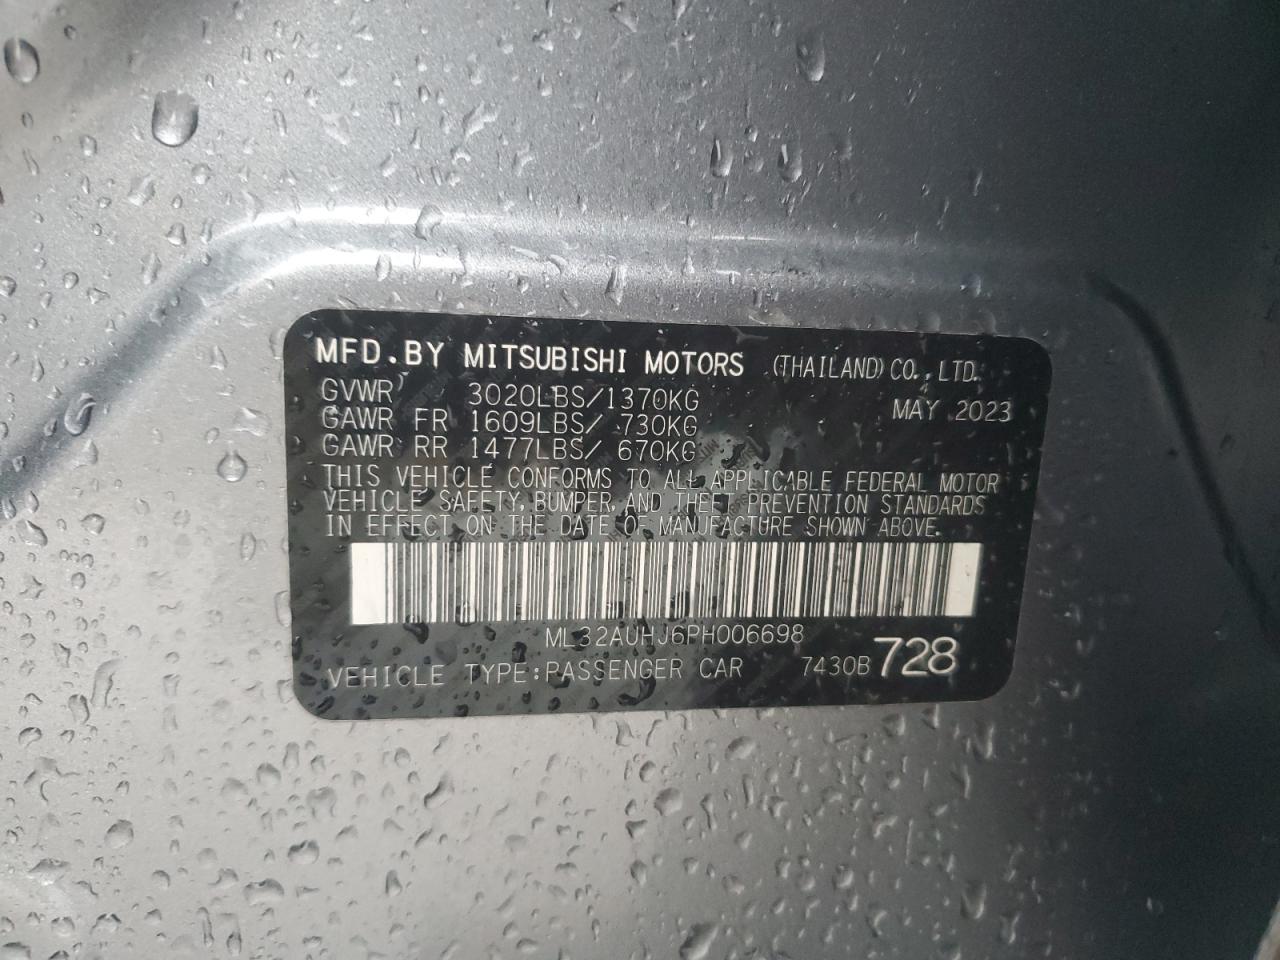 MFD.BY MITSUBISHI MOTORS (THAILAND) CO., LTD.
GVWR 3020LBS/1370KG MAY 2023
GAWR FR 1609LBS/ 730KG
GAWR RR 1477LBS/ 670KG
THIS VEHICLE CONFORMS TO ALL APPLICABLE FEDERAL MOTOR
VEHICLE SAFETY, BUMPER, AND THEFT PREVENTION STANDARDS
IN EFFECT ON THE DATE OF MANUFACTURE SHOWN ABOVE.
ML32AUHJ6PH006698
VEHICLE TYPE:PASSENGER CAR 7430B 728